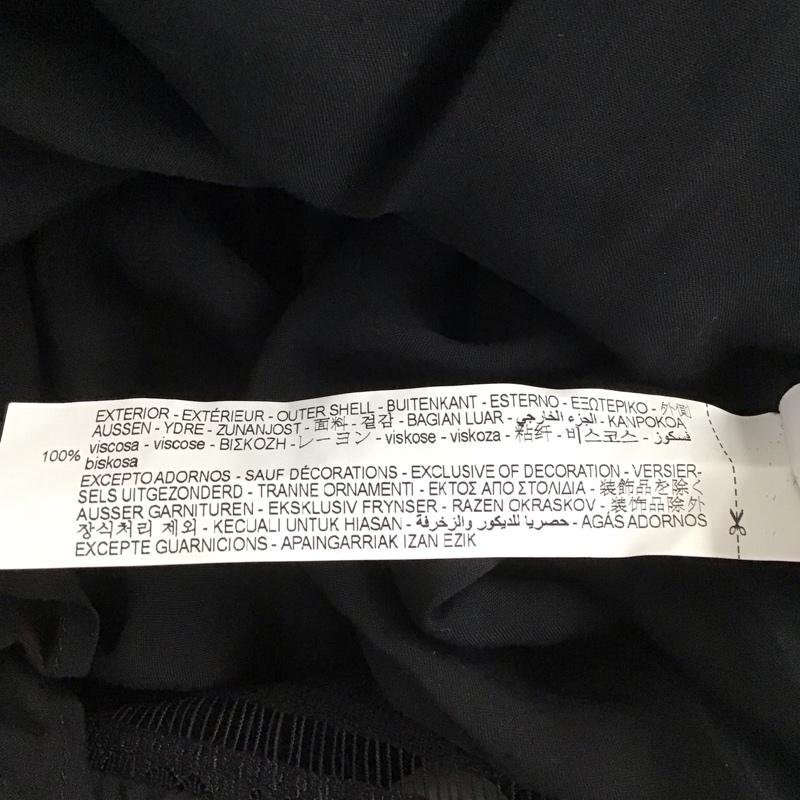 EXTERIOR - EXTÉRIEUR - OUTER SHELL - BUITENKANT - ESTERNO - ΕΞΩΤΕΡΙΚΟ - 外側
AUSSEN - YDRE - ZUNANJOST - 面料 - 겉감 - BAGIAN LUAR - الجزء الخارجي - KANPOKOA
100% viscosa - viscose - ΒΙΣΚΟΖΗ - レーヨン - viskose - viskoza - 粘纤 - 비스코스 - فسكوز
biskosa
EXCEPTO ADORNOS - SAUF DÉCORATIONS - EXCLUSIVE OF DECORATION - VERSIER-
SELS UITGEZONDERD - TRANNE ORNAMENTI - ΕΚΤΟΣ ΑΠΟ ΣΤΟΛΙΔΙΑ - 装飾品を除く
AUSSER GARNITUREN - EKSKLUSIV FRYNSER - RAZEN OKRASKOV - 装饰品除外
장식처리 제외 - KECUALI UNTUK HIASAN - حصريا للديكور والزخرفة - AGÁS ADORNOS
EXCEPTE GUARNICIONS - APAINGARRIAK IZAN EZIK